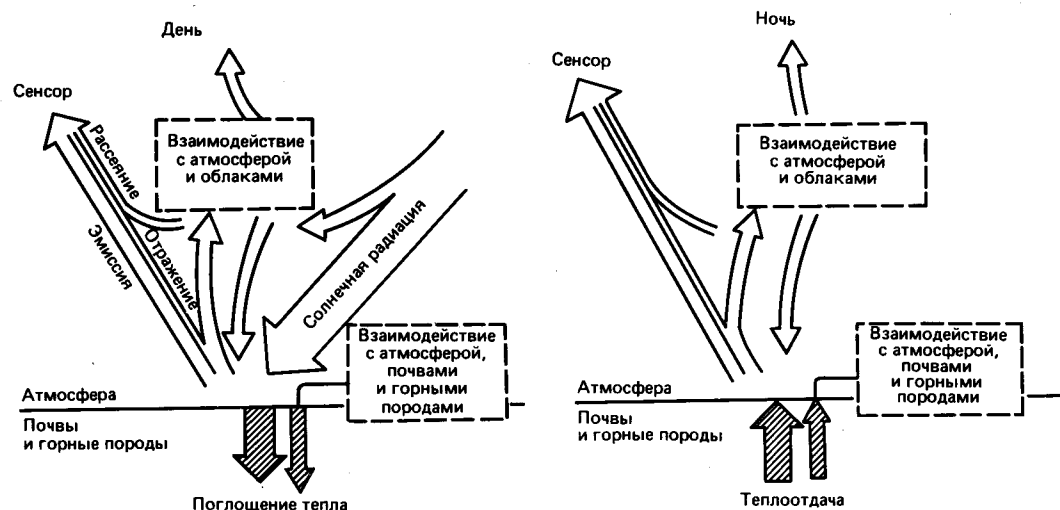 День
Сенсор
Рассеяние
Отражение
Эмиссия
Взаимодействие
с атмосферой
и облаками
Солнечная радиация
Взаимодействие
с атмосферой,
почвами
и горными
породами
Атмосфера
Почвы
и горные породы
Поглощение тепла
Ночь
Сенсор
Взаимодействие
с атмосферой
и облаками
Взаимодействие
с атмосферой,
почвами
и горными
породами
Атмосфера
Почвы
и горные породы
Теплоотдача